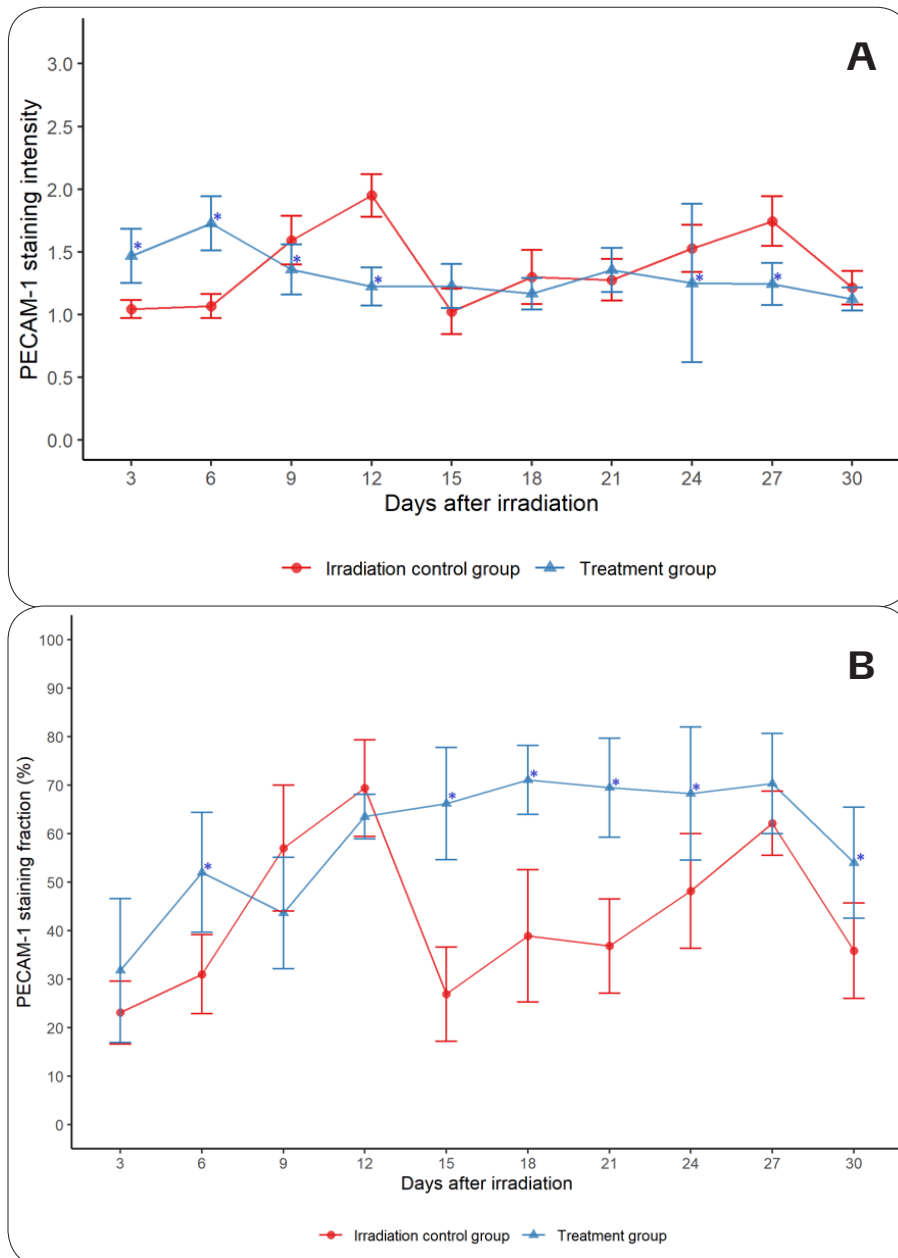 A
PECAM-1 staining intensity
3.0
2.5
2.0
1.5
1.0
0.5
0.0
* * * * * *
3 6 9 12 15 18 21 24 27 30
Days after irradiation
Irradiation control group Treatment group
B
PECAM-1 staining fraction (%)
100
90
80
70
60
50
40
30
20
10
0
* * * * * *
3 6 9 12 15 18 21 24 27 30
Days after irradiation
Irradiation control group Treatment group